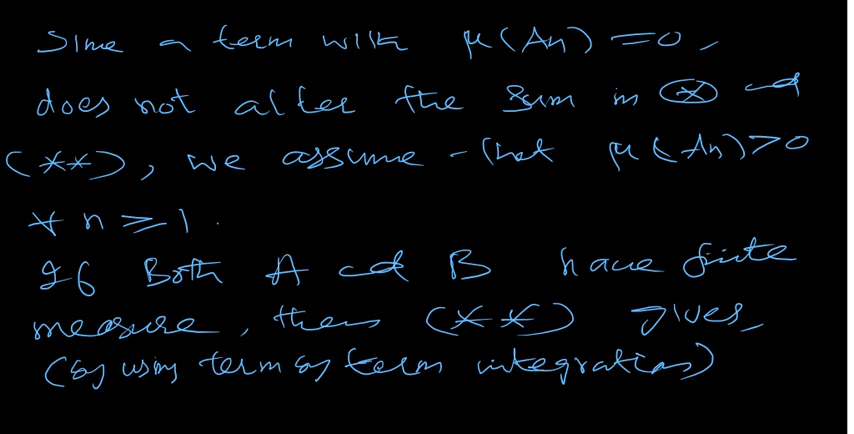 Since a term with μ(An) = 0,
does not alter the sum in ⊛ and
(**), we assume that μ(An) > 0
∀ n ≥ 1.
If Both A and B have finite
measure, then (**) gives
(by using term by term integration)